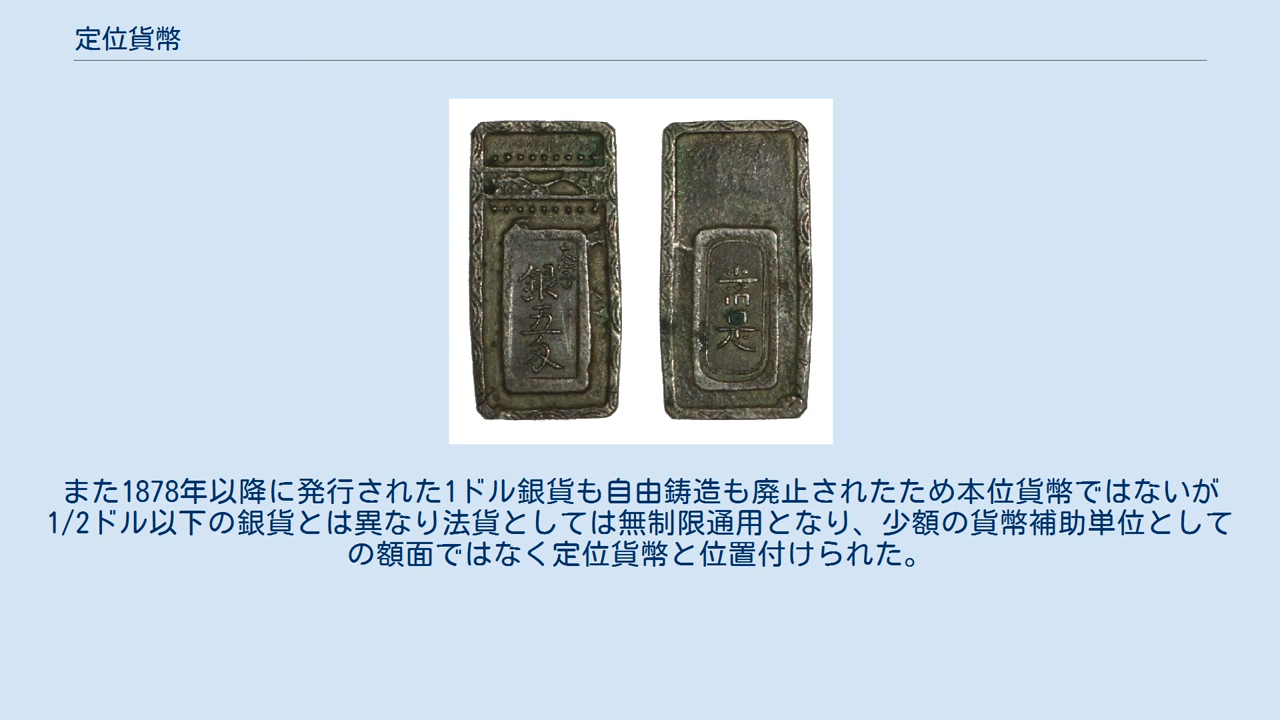 定位貨幣
文字
銀五匁
常是
また1878年以降に発行された1ドル銀貨も自由鋳造も廃止されたため本位貨幣ではないが
1/2ドル以下の銀貨とは異なり法貨としては無制限通用となり、少額の貨幣補助単位として
の額面ではなく定位貨幣と位置付けられた。